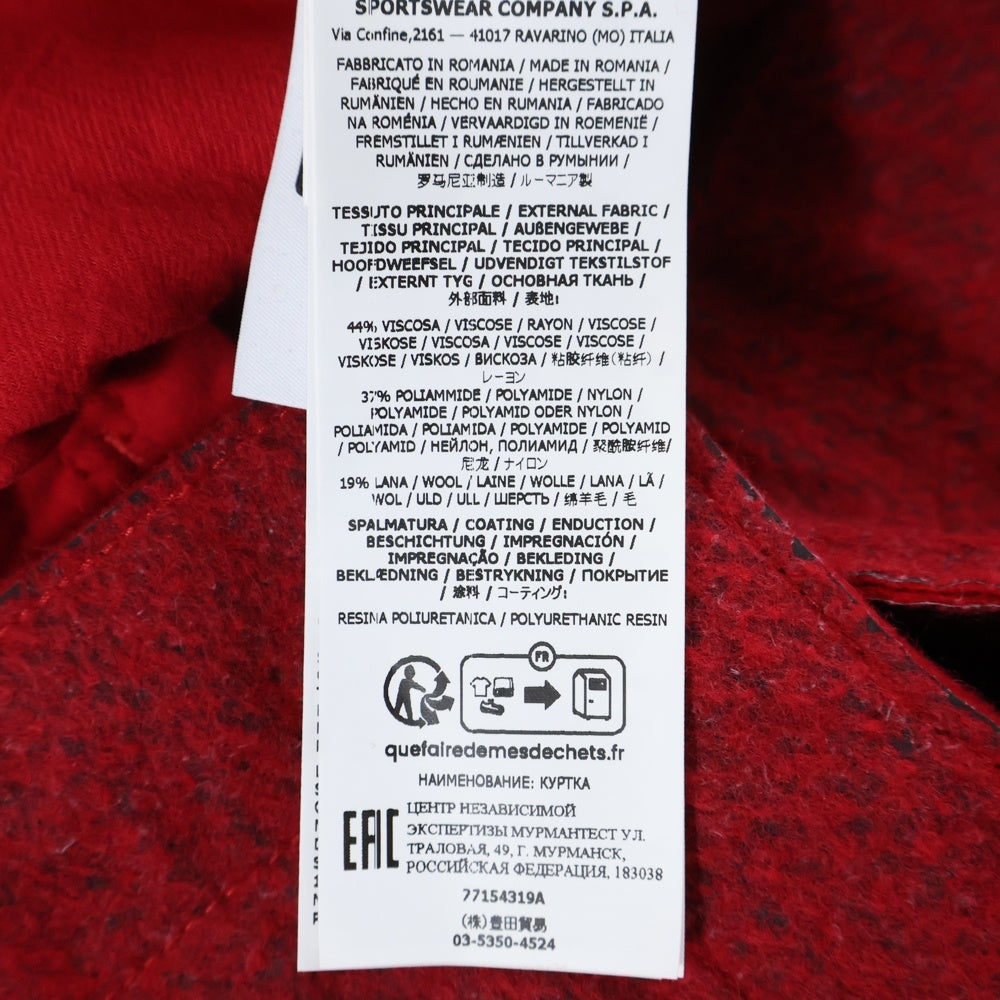 SPORTSWEAR COMPANY S.P.A.
Via Confine,2161 — 41017 RAVARINO (MO) ITALIA
FABBRICATO IN ROMANIA / MADE IN ROMANIA /
FABRIQUÉ EN ROUMANIE / HERGESTELLT IN
RUMÄNIEN / HECHO EN RUMANIA / FABRICADO
NA ROMÉNIA / VERVAARDIGD IN ROEMENIË /
FREMSTILLET I RUMÆNIEN / TILLVERKAD I
RUMÄNIEN / СДЕЛАНО В РУМЫНИИ /
罗马尼亚制造 / ルーマニア製
TESSUTO PRINCIPALE / EXTERNAL FABRIC /
TISSU PRINCIPAL / AUßENGEWEBE /
TEJIDO PRINCIPAL / TECIDO PRINCIPAL /
HOOFDWEEFSEL / UDVENDIGT TEKSTILSTOF
/ EXTERNT TYG / ОСНОВНАЯ ТКАНЬ /
外部面料 / 表地:
44% VISCOSA / VISCOSE / RAYON / VISCOSE /
VISKOSE / VISCOSA / VISCOSE / VISCOSE /
VISKOSE / VISKOS / ВИСКОЗА / 粘胶纤维(粘纤) /
レーヨン
37% POLIAMMIDE / POLYAMIDE / NYLON /
POLYAMIDE / POLYAMID ODER NYLON /
POLIAMIDA / POLIAMIDA / POLYAMIDE / POLYAMID
/ POLYAMID / НЕЙЛОН, ПОЛИАМИД / 聚酰胺纤维/
尼龙 / ナイロン
19% LANA / WOOL / LAINE / WOLLE / LANA / LÃ /
WOL / ULD / ULL / ШЕРСТЬ / 绵羊毛 / 毛
SPALMATURA / COATING / ENDUCTION /
BESCHICHTUNG / IMPREGNACIÓN /
IMPREGNAÇÃO / BEKLEDING /
BEKLÆDNING / BESTRYKNING / ПОКРЫТИЕ
/ 涂料 / コーティング:
RESINA POLIURETANICA / POLYURETHANIC RESIN
FR
quefairedemesdechets.fr
НАИМЕНОВАНИЕ: КУРТКА
EAC
ЦЕНТР НЕЗАВИСИМОЙ
ЭКСПЕРТИЗЫ МУРМАНТЕСТ УЛ.
ТРАЛОВАЯ, 49, Г. МУРМАНСК,
РОССИЙСКАЯ ФЕДЕРАЦИЯ, 183038
77154319A
(株)豊田貿易
03-5350-4524